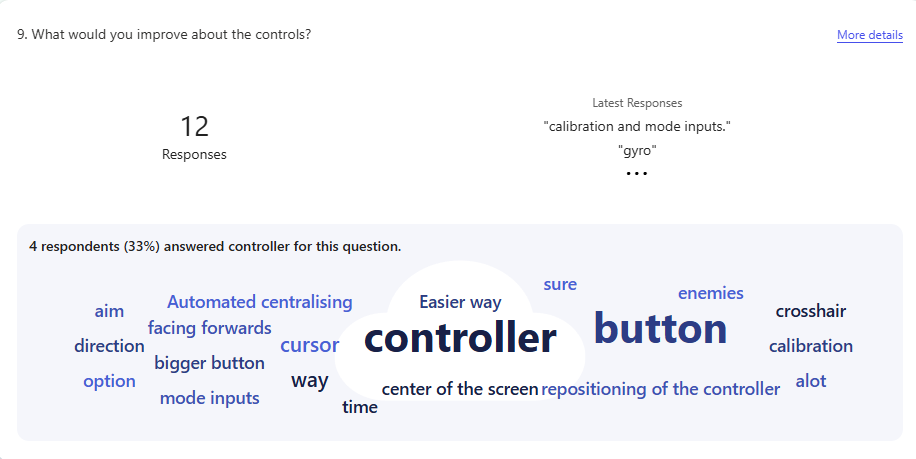 9. What would you improve about the controls?
More details
12
Responses
Latest Responses
"calibration and mode inputs."
"gyro"
...
4 respondents (33%) answered controller for this question.
sure
enemies
Automated centralising
Easier way
aim
crosshair
facing forwards
controller
button
direction
cursor
calibration
bigger button
option
way
center of the screen
repositioning of the controller
alot
mode inputs
time